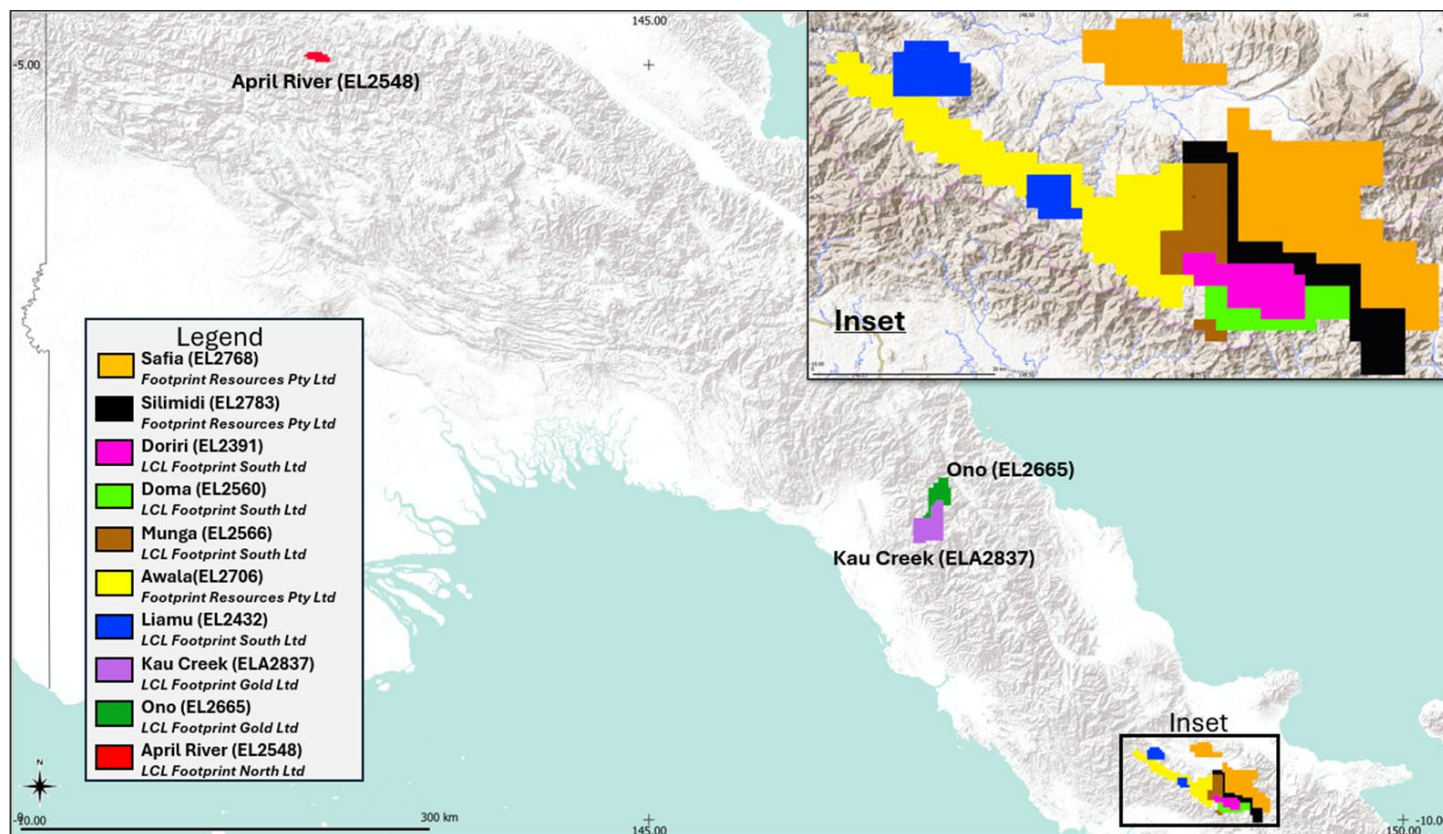 145.00
-5.00
April River (EL2548)
Inset
30 km
Legend
Safia (EL2768)
Footprint Resources Pty Ltd
Silimidi (EL2783)
Footprint Resources Pty Ltd
Doriri (EL2391)
LCL Footprint South Ltd
Doma (EL2560)
LCL Footprint South Ltd
Munga (EL2566)
LCL Footprint South Ltd
Awala(EL2706)
Footprint Resources Pty Ltd
Liamu (EL2432)
LCL Footprint South Ltd
Kau Creek (ELA2837)
LCL Footprint Gold Ltd
Ono (EL2665)
LCL Footprint Gold Ltd
April River (EL2548)
LCL Footprint North Ltd
Ono (EL2665)
Kau Creek (ELA2837)
Inset
N
300 km
145.00
150.00